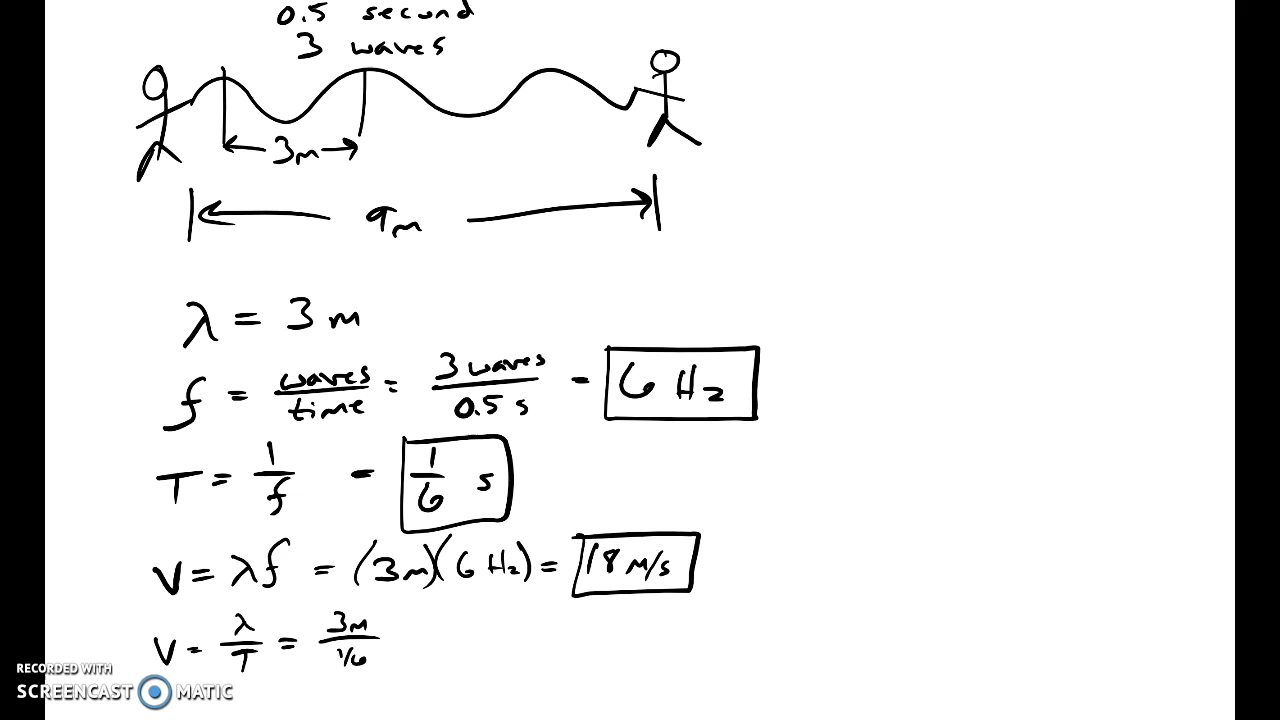 0.5 second
3 waves
3m
9m
λ = 3 m
f = waves/time = 3 waves/0.5 s = 6 Hz
T = 1/f = 1/6 s
V = λf = (3m)(6 Hz) = 18 m/s
V = λ/T = 3m/1/6
RECORDED WITH
SCREENCAST MATIC